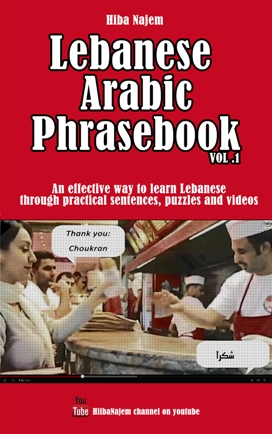 Hiba Najem
Lebanese
Arabic
Phrasebook
VOL .1
An effective way to learn Lebanese
through practical sentences, puzzles and videos
Thank you:
Choukran
شكراً
You
Tube HiibaNajem channel on youtube